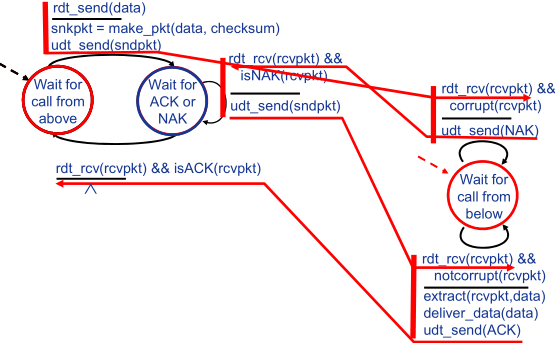 rdt_send(data)
snkpkt = make_pkt(data, checksum)
udt_send(sndpkt)
Wait for
call from
above
Wait for
ACK or
NAK
rdt_rcv(rcvpkt) &&
isNAK(rcvpkt)
udt_send(sndpkt)
rdt_rcv(rcvpkt) && isACK(rcvpkt)
Λ
rdt_rcv(rcvpkt) &&
corrupt(rcvpkt)
udt_send(NAK)
Wait for
call from
below
rdt_rcv(rcvpkt) &&
notcorrupt(rcvpkt)
extract(rcvpkt,data)
deliver_data(data)
udt_send(ACK)